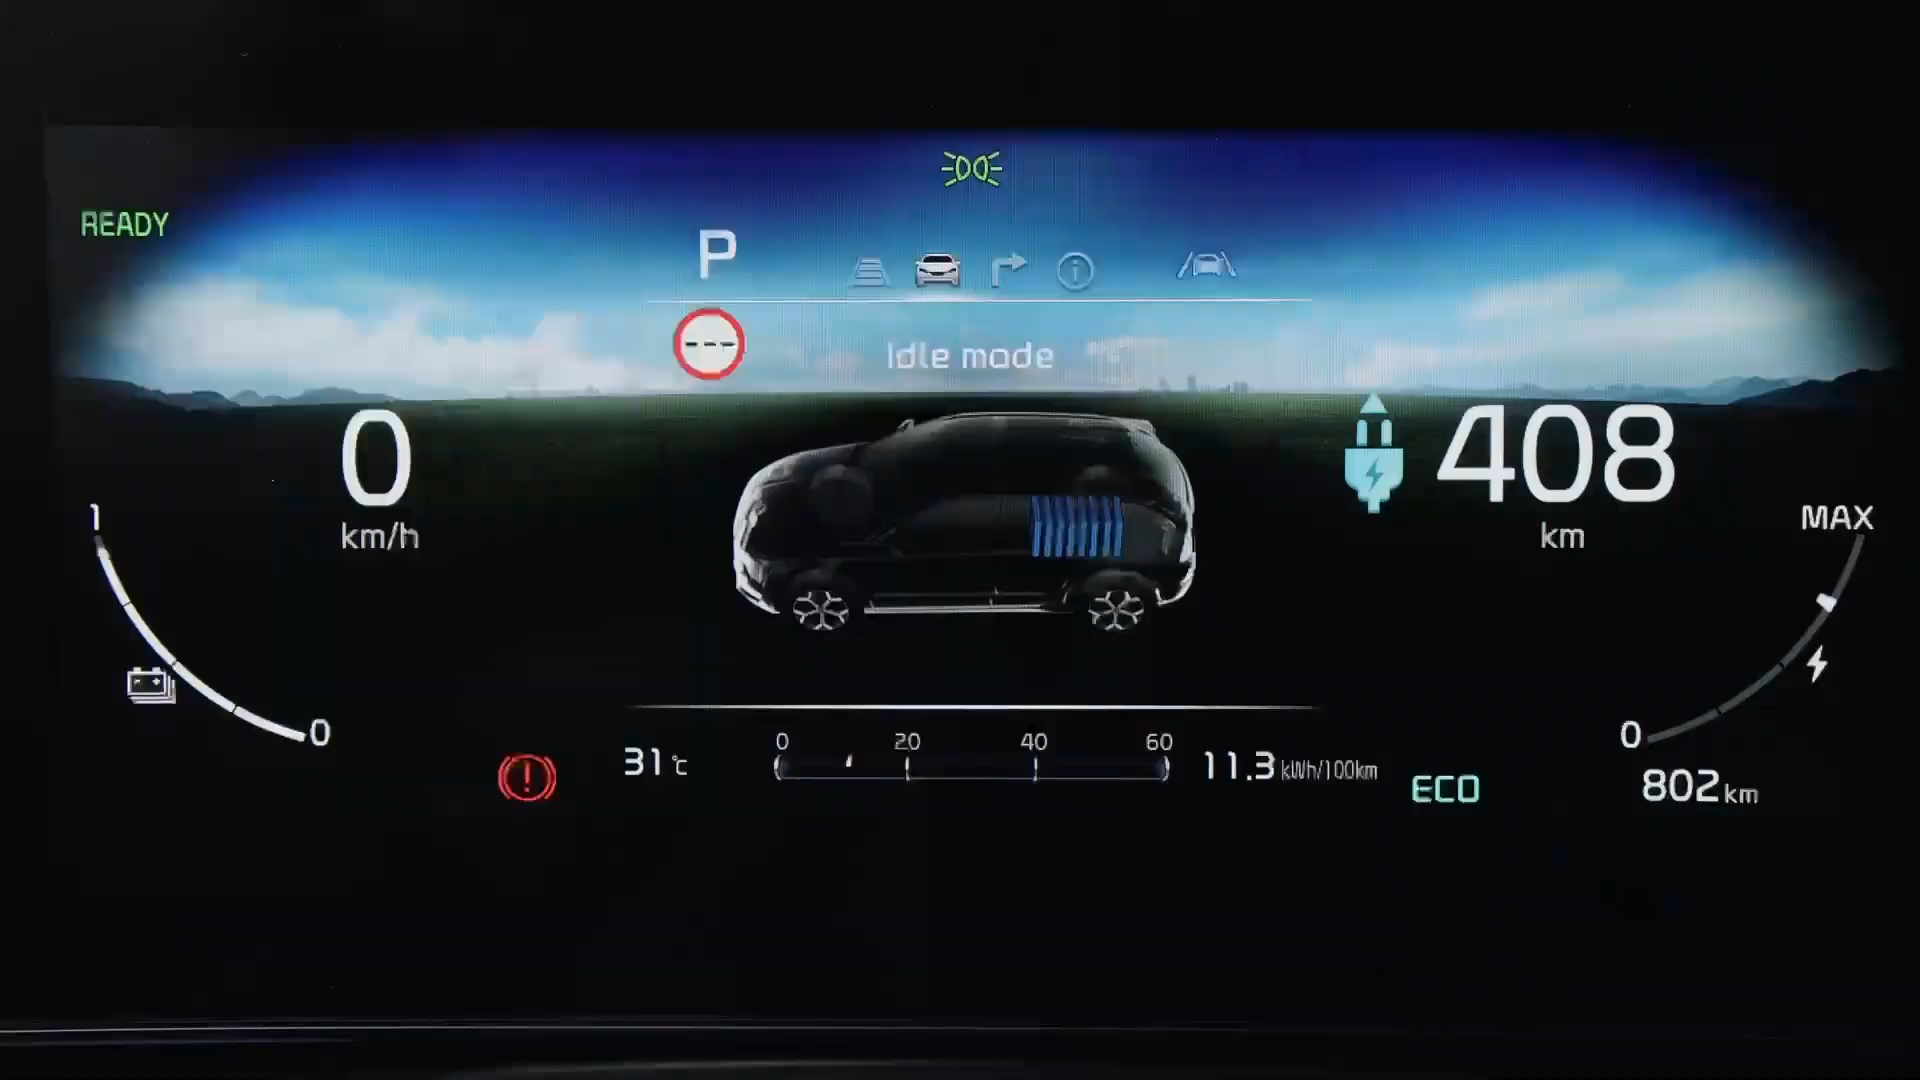 READY
P
---
Idle mode
0
km/h
408
km
1
0
MAX
0
31℃
0 20 40 60
11.3 kWh/100km
ECO
802 km